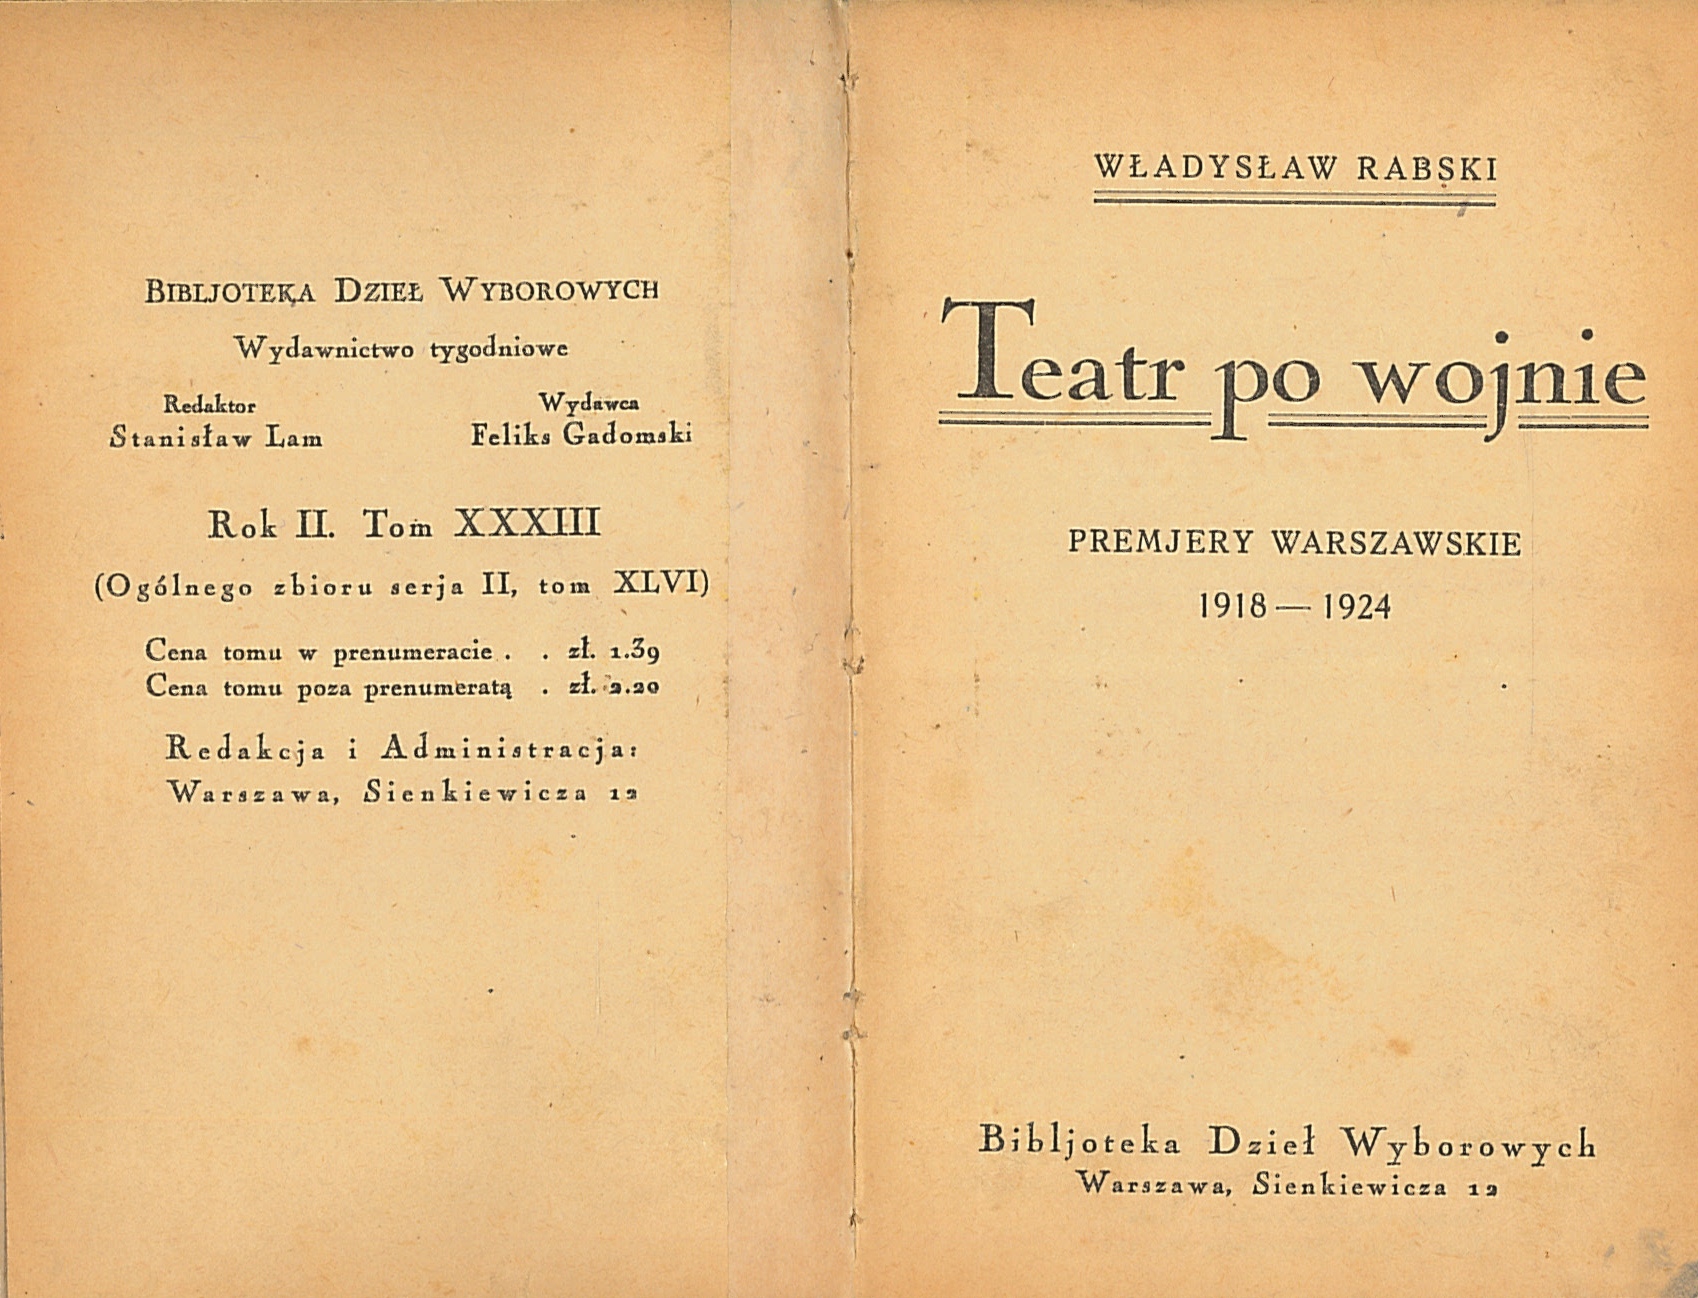 BIBLJOTEKA DZIEŁ WYBOROWYCH
Wydawnictwo tygodniowe
Redaktor Wydawca
Stanisław Lam Feliks Gadomski
Rok II. Tom XXXIII
(Ogólnego zbioru serja II, tom XLVI)
Cena tomu w prenumeracie . . zł. 1.39
Cena tomu poza prenumeratą . zł. 2.20
Redakcja i Administracja:
Warszawa, Sienkiewicza 12
WŁADYSŁAW RABSKI
Teatr po wojnie
PREMJERY WARSZAWSKIE
1918 — 1924
Bibljoteka Dzieł Wyborowych
Warszawa, Sienkiewicza 12